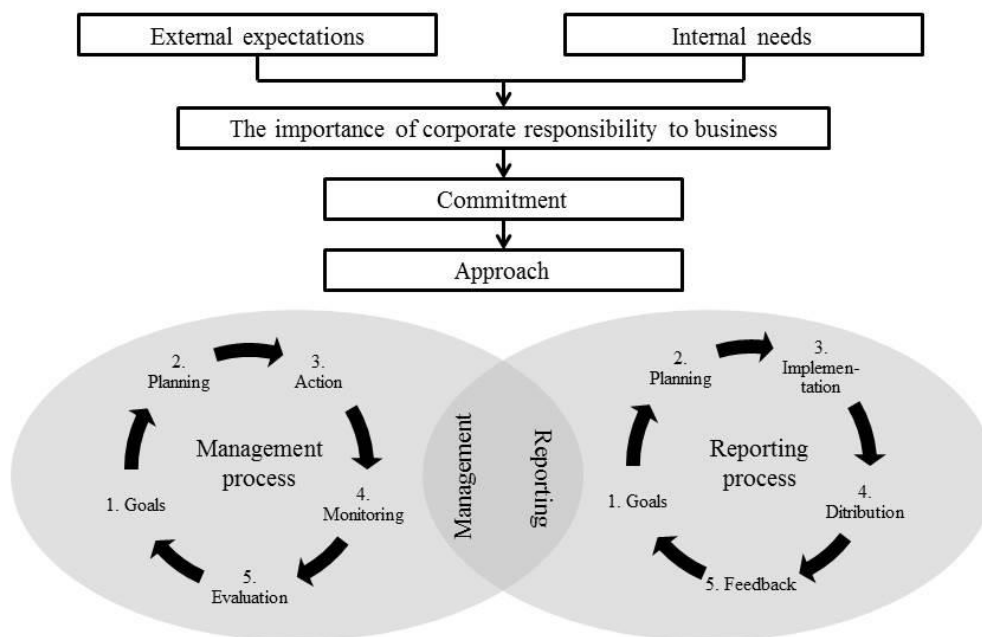 External expectations
Internal needs
The importance of corporate responsibility to business
Commitment
Approach
2.
Planning
3.
Action
Management
process
1. Goals
4.
Monitoring
5.
Evaluation
Management
Reporting
2.
Planning
3.
Implemen-
tation
Reporting
process
1. Goals
4.
Ditribution
5. Feedback